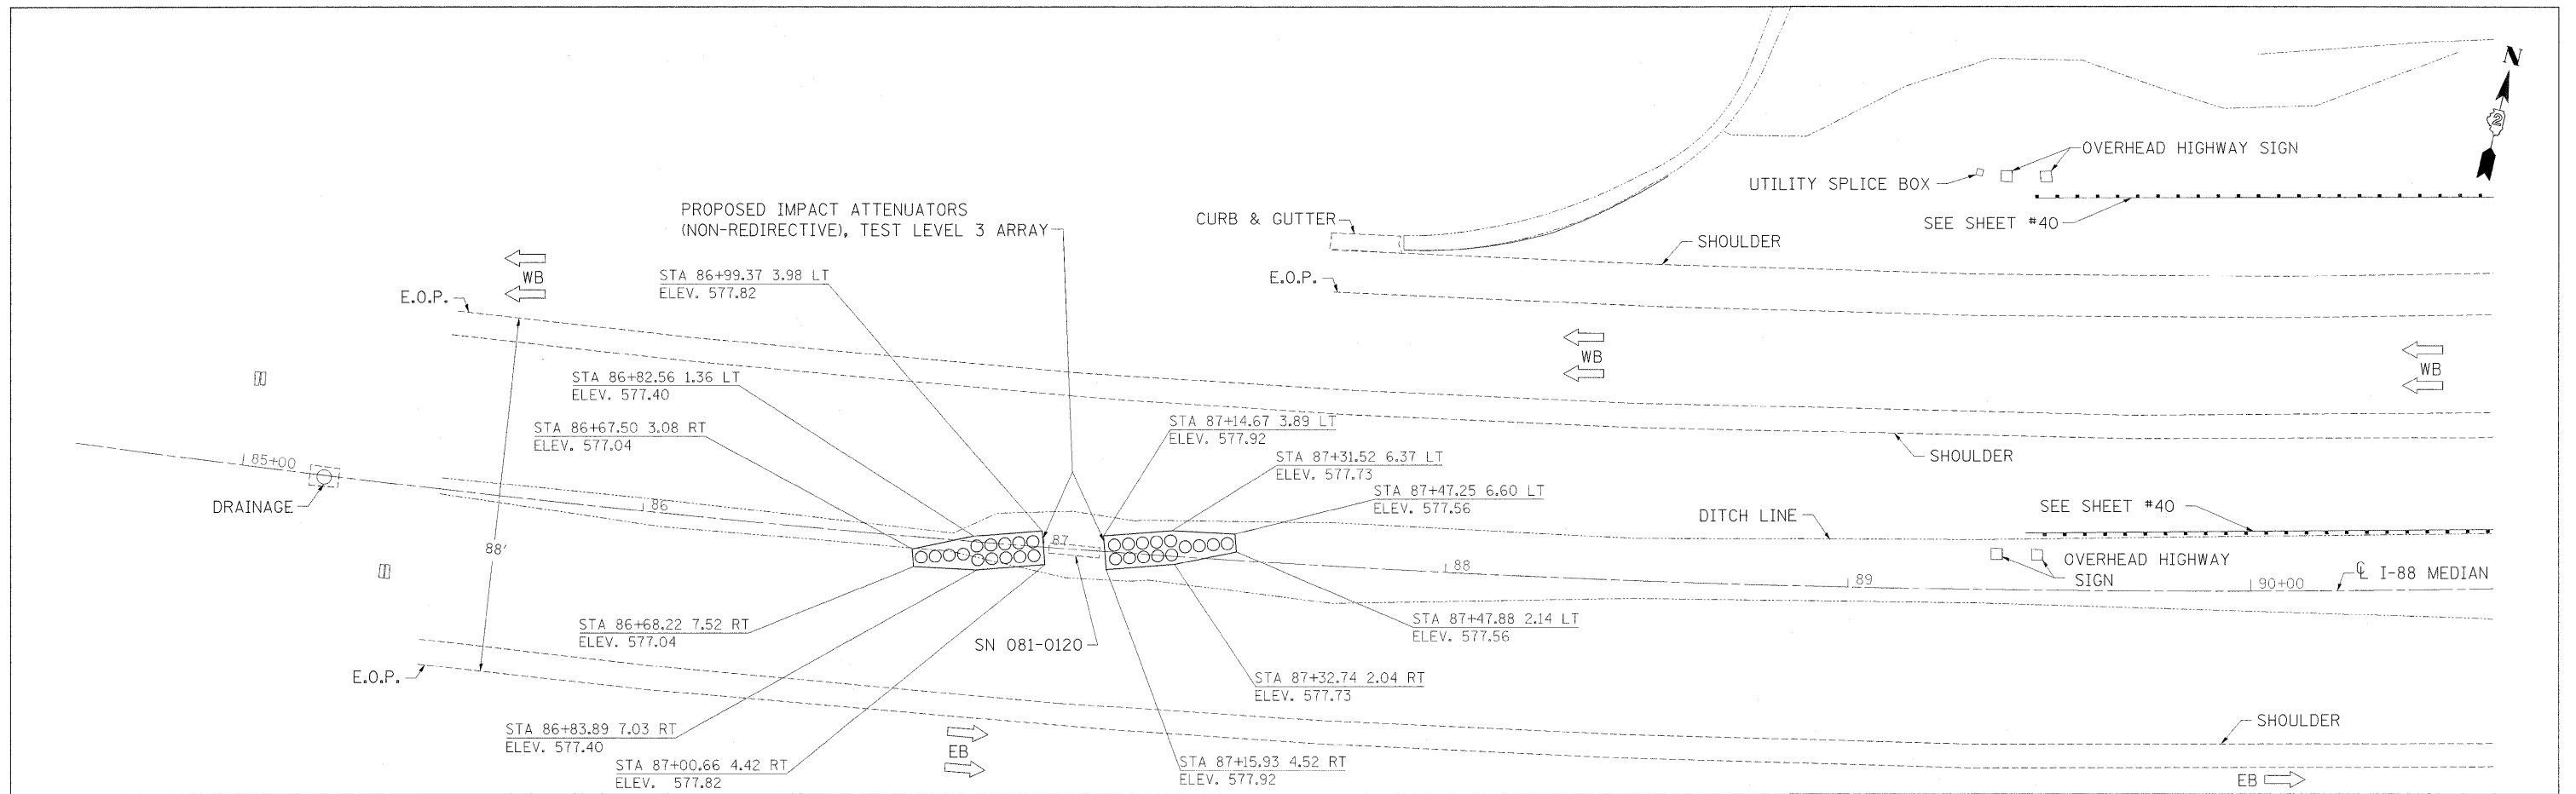 N
2
OVERHEAD HIGHWAY SIGN
UTILITY SPLICE BOX
SEE SHEET #40
PROPOSED IMPACT ATTENUATORS
(NON-REDIRECTIVE), TEST LEVEL 3 ARRAY
CURB & GUTTER
SHOULDER
WB
STA 86+99.37 3.98 LT
ELEV. 577.82
E.O.P.
E.O.P.
WB
WB
STA 86+82.56 1.36 LT
ELEV. 577.40
STA 86+67.50 3.08 RT
ELEV. 577.04
STA 87+14.67 3.89 LT
ELEV. 577.92
STA 87+31.52 6.37 LT
ELEV. 577.73
STA 87+47.25 6.60 LT
ELEV. 577.56
SHOULDER
85+00
DRAINAGE
86
87
88
89
90+00
DITCH LINE
SEE SHEET #40
OVERHEAD HIGHWAY
SIGN
℄ I-88 MEDIAN
88'
STA 86+68.22 7.52 RT
ELEV. 577.04
SN 081-0120
STA 87+47.88 2.14 LT
ELEV. 577.56
E.O.P.
STA 87+32.74 2.04 RT
ELEV. 577.73
STA 86+83.89 7.03 RT
ELEV. 577.40
STA 87+00.66 4.42 RT
ELEV. 577.82
EB
STA 87+15.93 4.52 RT
ELEV. 577.92
SHOULDER
EB